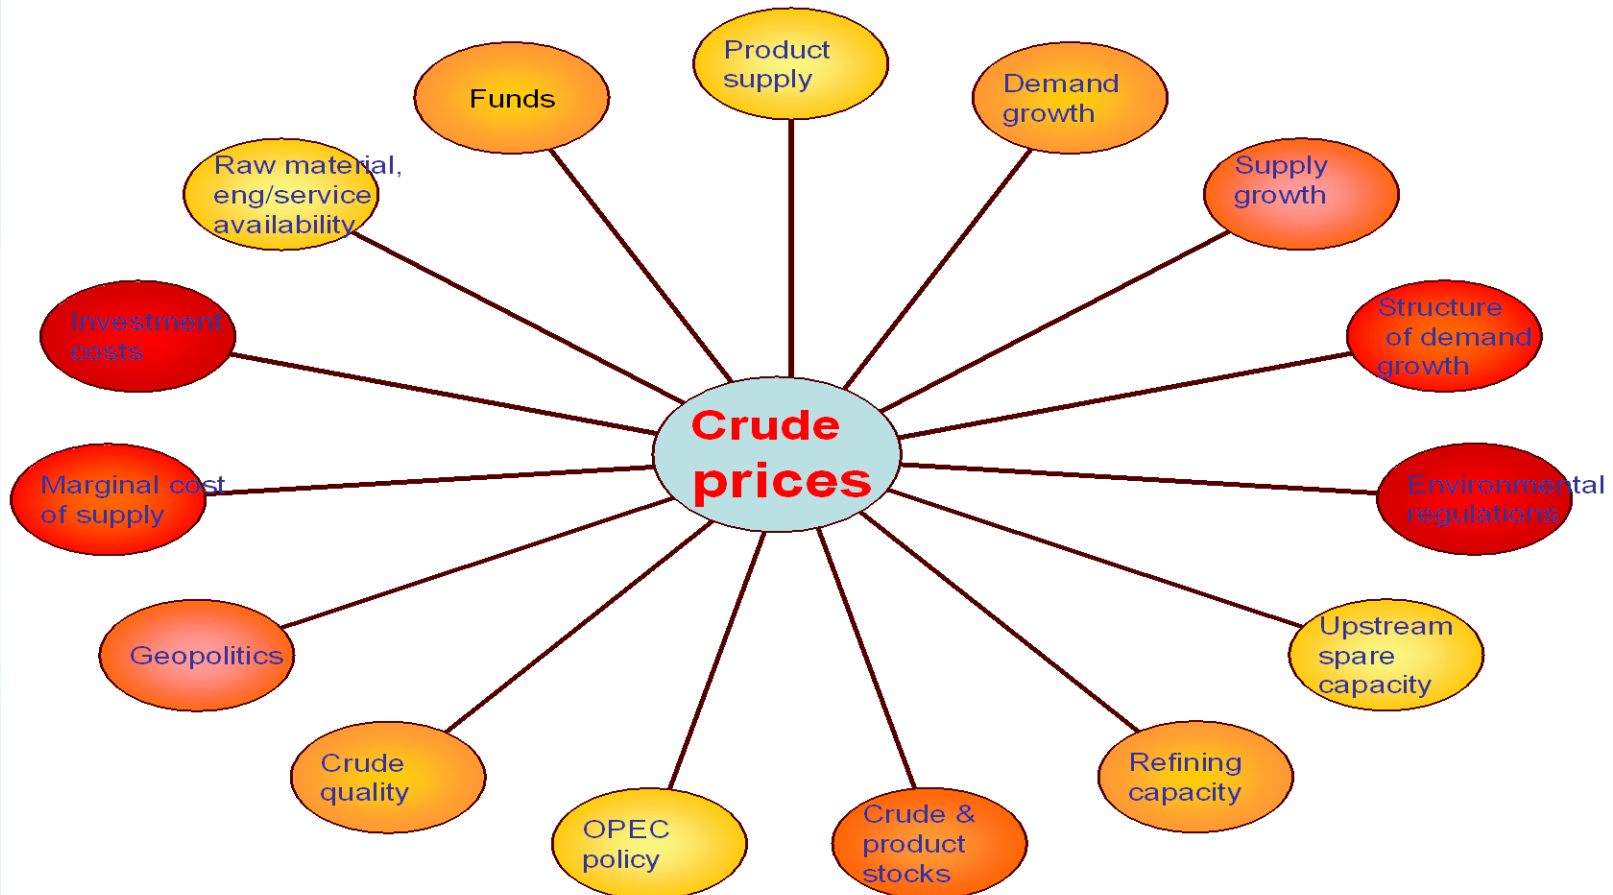 Product
supply
Funds
Demand
growth
Raw material,
eng/service
availability
Supply
growth
Investment
costs
Structure
of demand
growth
Crude
prices
Marginal cost
of supply
Environmental
regulations
Geopolitics
Upstream
spare
capacity
Crude
quality
Refining
capacity
OPEC
policy
Crude &
product
stocks